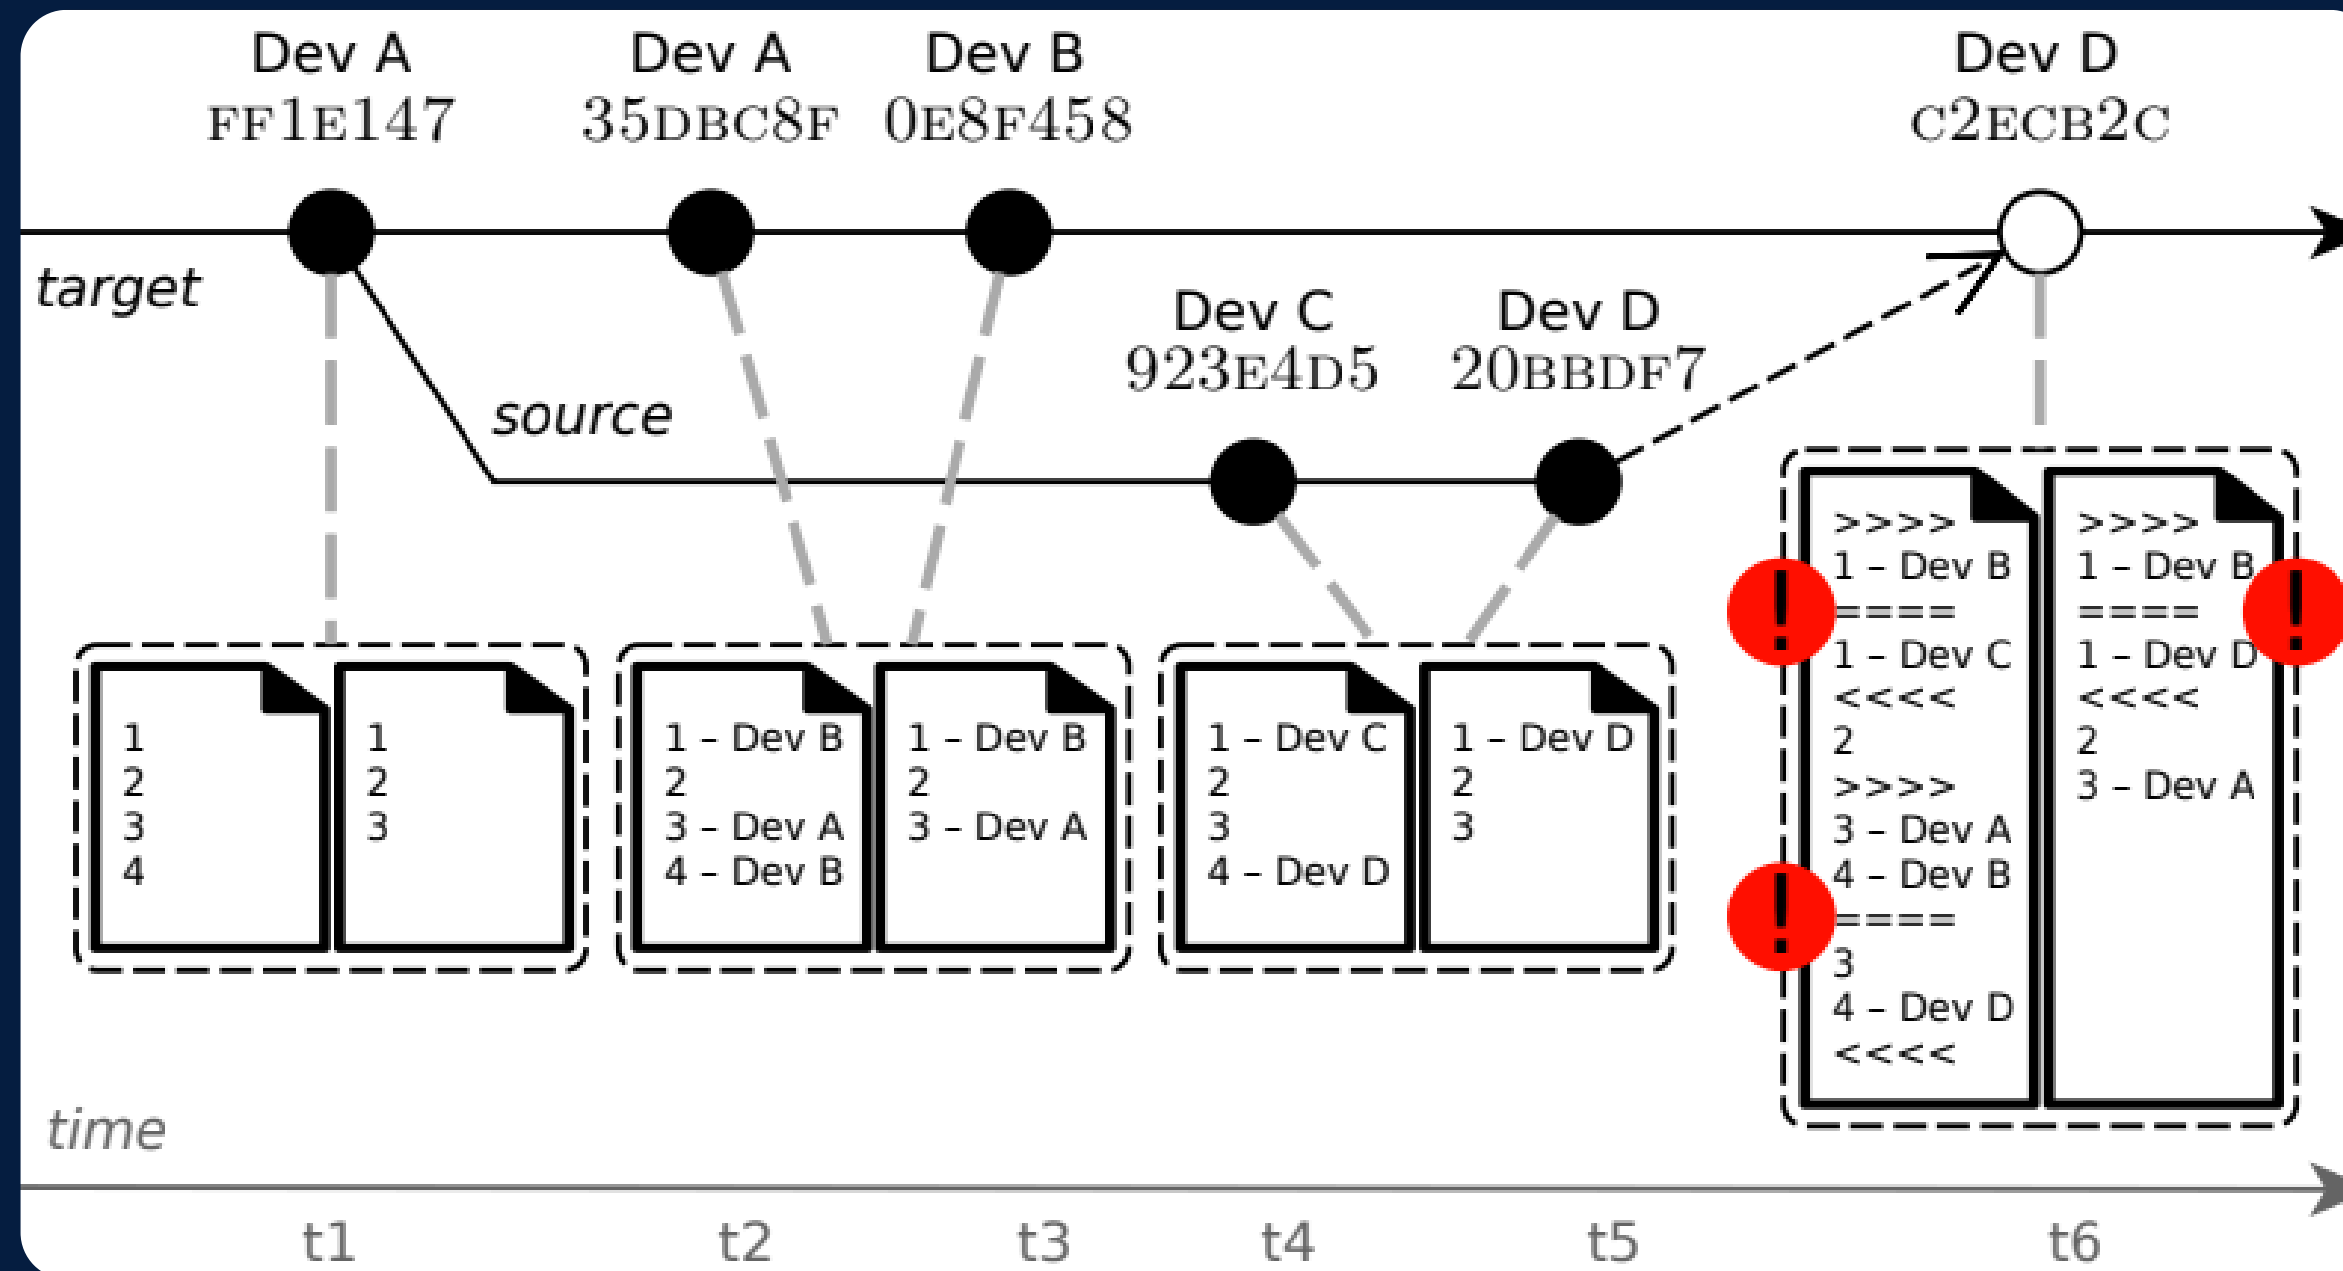 Dev A
FF1E147
Dev A
35DBC8F
Dev B
0E8F458
Dev D
C2ECB2C
target
source
Dev C
923E4D5
Dev D
20BBDF7
1
2
3
4
1
2
3
1 – Dev B
2
3 – Dev A
4 – Dev B
1 – Dev B
2
3 – Dev A
1 – Dev C
2
3
4 – Dev D
1 – Dev D
2
3
>>>>
1 – Dev B
====
1 – Dev C
<<<<
2
>>>>
3 – Dev A
4 – Dev B
====
3
4 – Dev D
<<<<
>>>>
1 – Dev B
====
1 – Dev D
<<<<
2
3 – Dev A
!
!
!
time
t1
t2
t3
t4
t5
t6